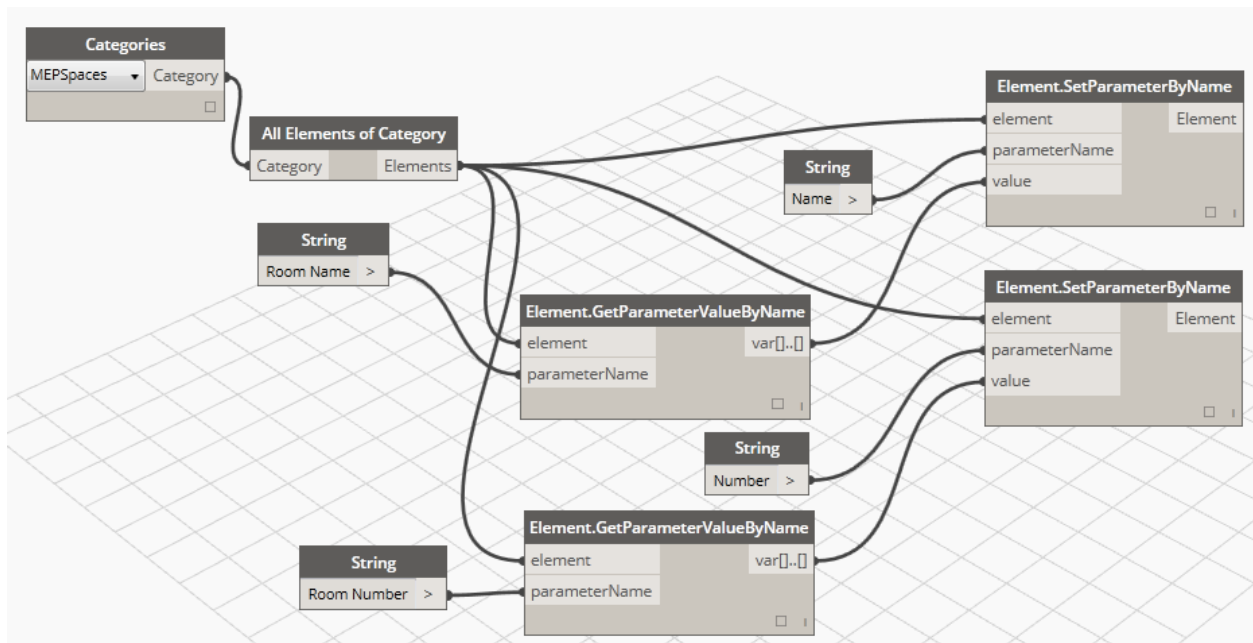 Categories
MEPSpaces Category
All Elements of Category
Category Elements
String
Room Name >
Element.GetParameterValueByName
element var[]..[]
parameterName
String
Name >
Element.SetParameterByName
element Element
parameterName
value
Element.SetParameterByName
element Element
parameterName
value
String
Number >
Element.GetParameterValueByName
element var[]..[]
parameterName
String
Room Number >